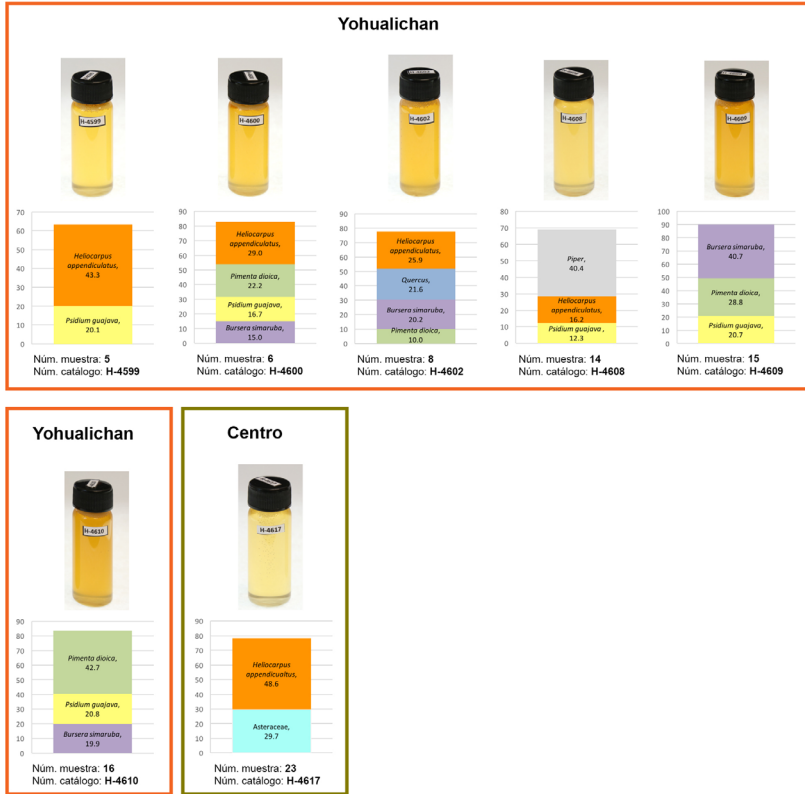 Yohualichan
H-4599
H-4600
H-4602
H-4608
H-4609
70
60
50
40
30
20
10
0
Heliocarpus
appendiculatus,
43.3
Psidium guajava,
20.1
Núm. muestra: 5
Núm. catálogo: H-4599
90
80
70
60
50
40
30
20
10
0
Heliocarpus
appendiculatus,
29.0
Pimenta dioica,
22.2
Psidium guajava,
16.7
Bursera simaruba,
15.0
Núm. muestra: 6
Núm. catálogo: H-4600
90
80
70
60
50
40
30
20
10
0
Heliocarpus
appendiculatus,
25.9
Quercus,
21.6
Bursera simaruba,
20.2
Pimenta dioica,
10.0
Núm. muestra: 8
Núm. catálogo: H-4602
80
70
60
50
40
30
20
10
0
Piper,
40.4
Heliocarpus
appendiculatus,
16.2
Psidium guajava ,
12.3
Núm. muestra: 14
Núm. catálogo: H-4608
100
90
80
70
60
50
40
30
20
10
0
Bursera simaruba,
40.7
Pimenta dioica,
28.8
Psidium guajava,
20.7
Núm. muestra: 15
Núm. catálogo: H-4609
Yohualichan
H-4610
90
80
70
60
50
40
30
20
10
0
Pimenta dioica,
42.7
Psidium guajava,
20.8
Bursera simaruba,
19.9
Núm. muestra: 16
Núm. catálogo: H-4610
Centro
H-4617
90
80
70
60
50
40
30
20
10
0
Heliocarpus
appendicualtus,
48.6
Asteraceae,
29.7
Núm. muestra: 23
Núm. catálogo: H-4617